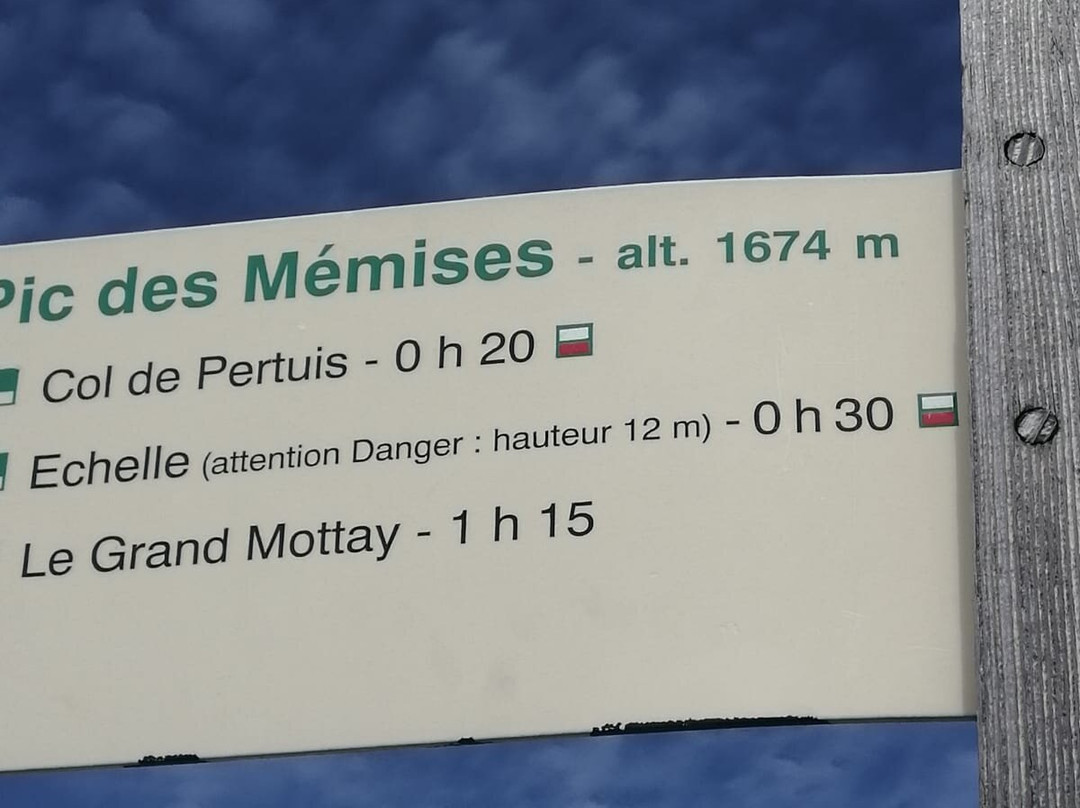 Pic des Mémises - alt. 1674 m
Col de Pertuis - 0 h 20
Echelle (attention Danger : hauteur 12 m) - 0 h 30
Le Grand Mottay - 1 h 15